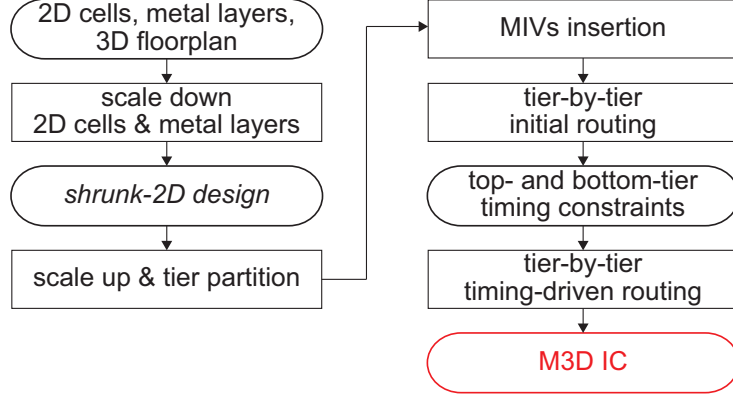 2D cells, metal layers,
3D floorplan
scale down
2D cells & metal layers
shrunk-2D design
scale up & tier partition
MIVs insertion
tier-by-tier
initial routing
top- and bottom-tier
timing constraints
tier-by-tier
timing-driven routing
M3D IC